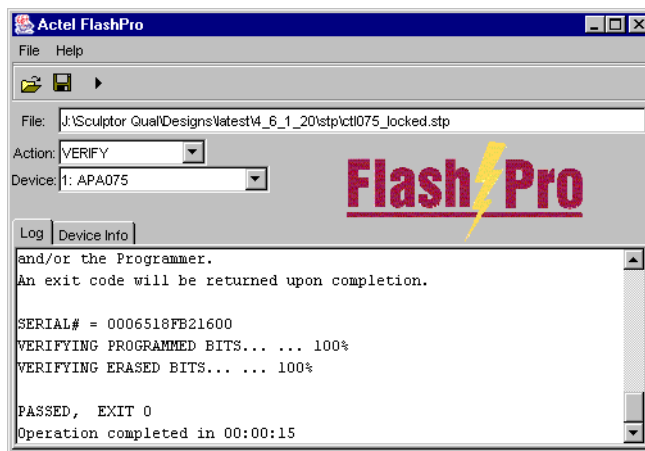 Actel FlashPro
File Help
File: J:\Sculptor Qual\Designs\latest\4_6_1_20\stp\ctl075_locked.stp
Action: VERIFY
Device: 1: APA075
Flash Pro
Log Device Info
and/or the Programmer.
An exit code will be returned upon completion.
SERIAL# = 0006518FB21600
VERIFYING PROGRAMMED BITS... ... 100%
VERIFYING ERASED BITS... ... 100%
PASSED, EXIT 0
Operation completed in 00:00:15